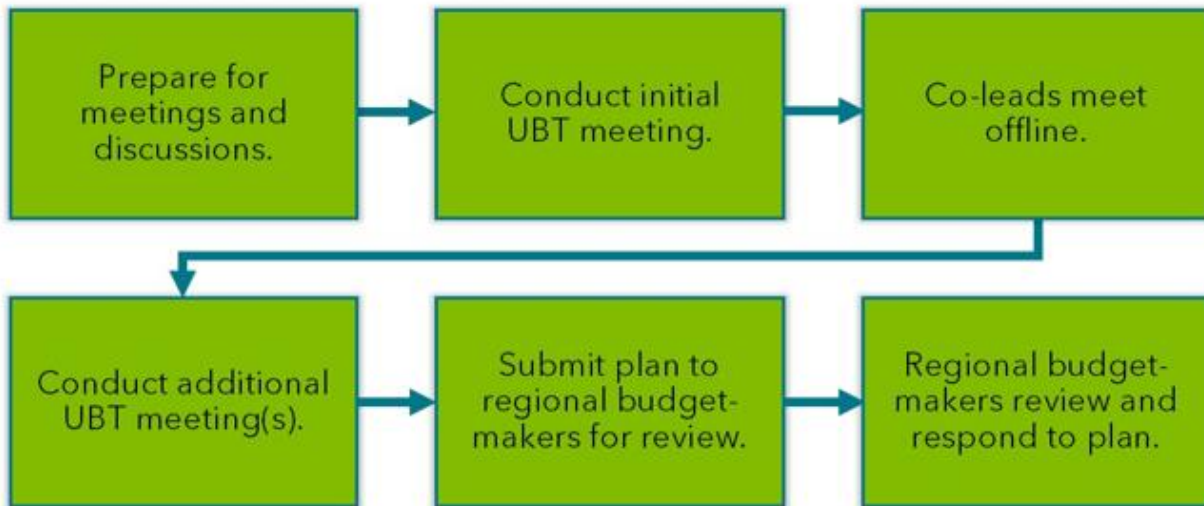 Prepare for
meetings and
discussions.
Conduct initial
UBT meeting.
Co-leads meet
offline.
Conduct additional
UBT meeting(s).
Submit plan to
regional budget-
makers for review.
Regional budget-
makers review and
respond to plan.